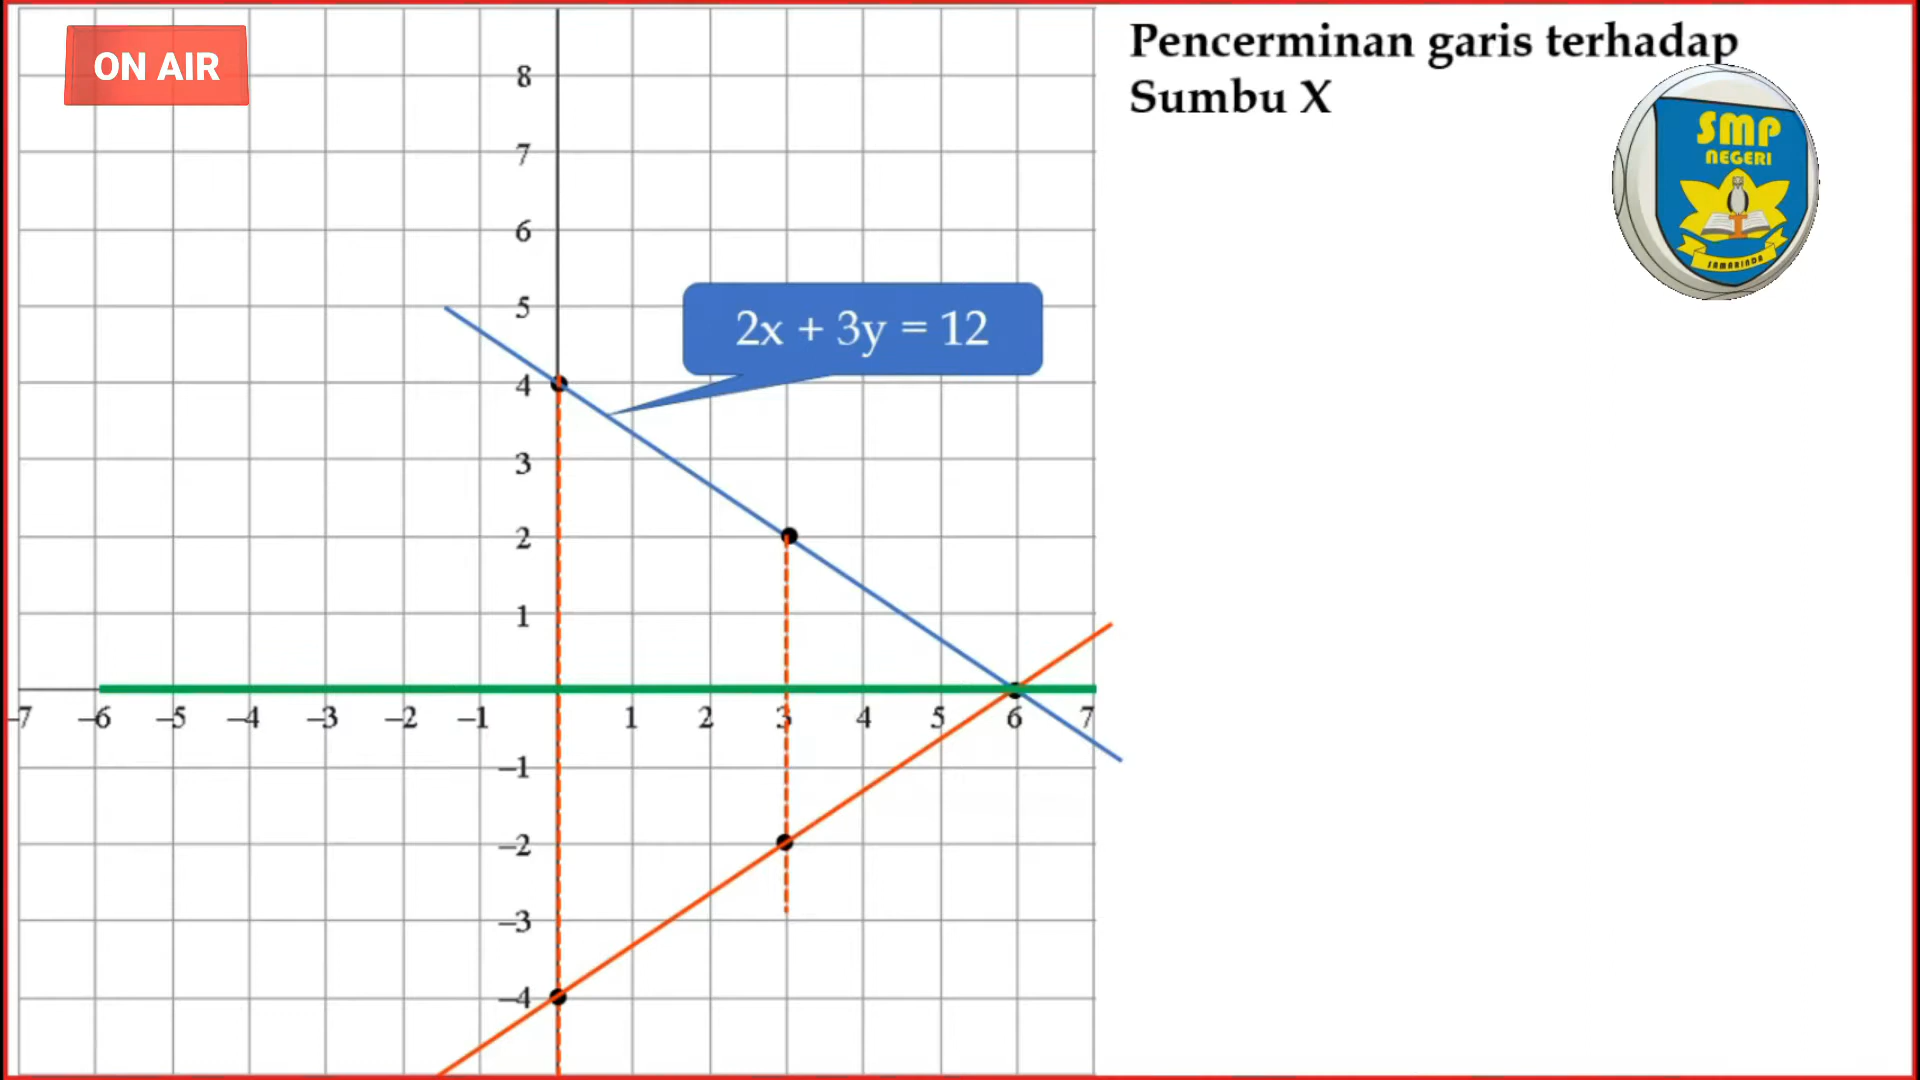 ON AIR
Pencerminan garis terhadap
Sumbu X
SMP
NEGERI
SAMARINDA
2x + 3y = 12
8
7
6
5
4
3
2
1
–7 –6 –5 –4 –3 –2 –1 1 2 3 4 5 6 7
–1
–2
–3
–4